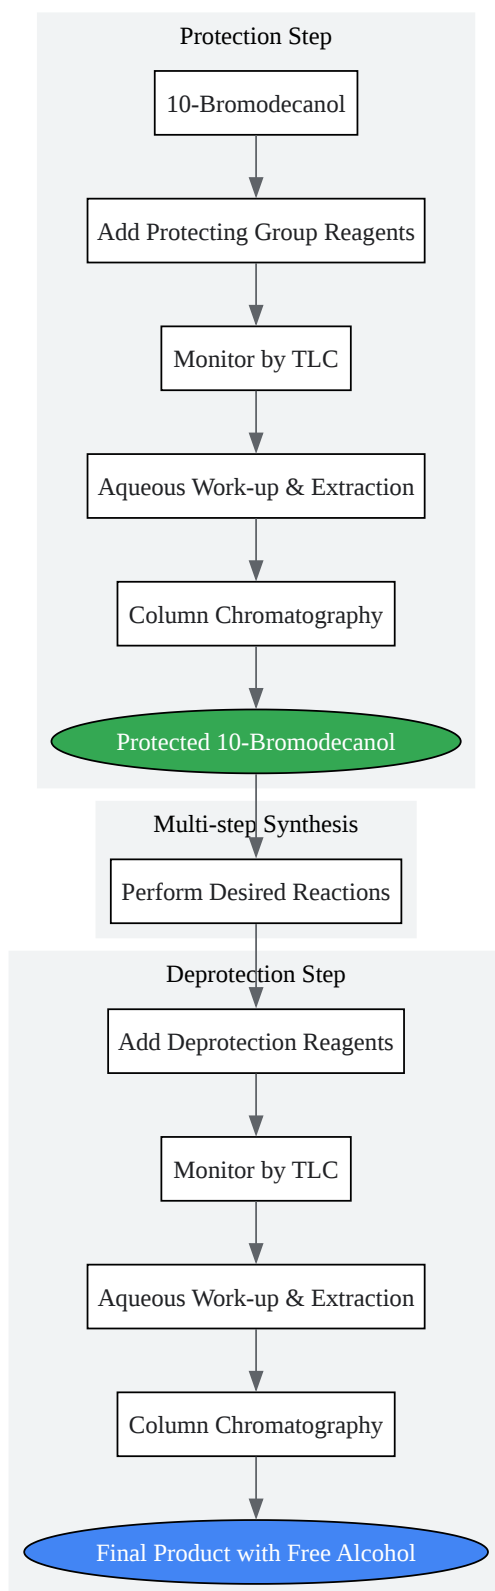 Protection Step
10-Bromodecanol
Add Protecting Group Reagents
Monitor by TLC
Aqueous Work-up & Extraction
Column Chromatography
Protected 10-Bromodecanol
Multi-step Synthesis
Perform Desired Reactions
Deprotection Step
Add Deprotection Reagents
Monitor by TLC
Aqueous Work-up & Extraction
Column Chromatography
Final Product with Free Alcohol